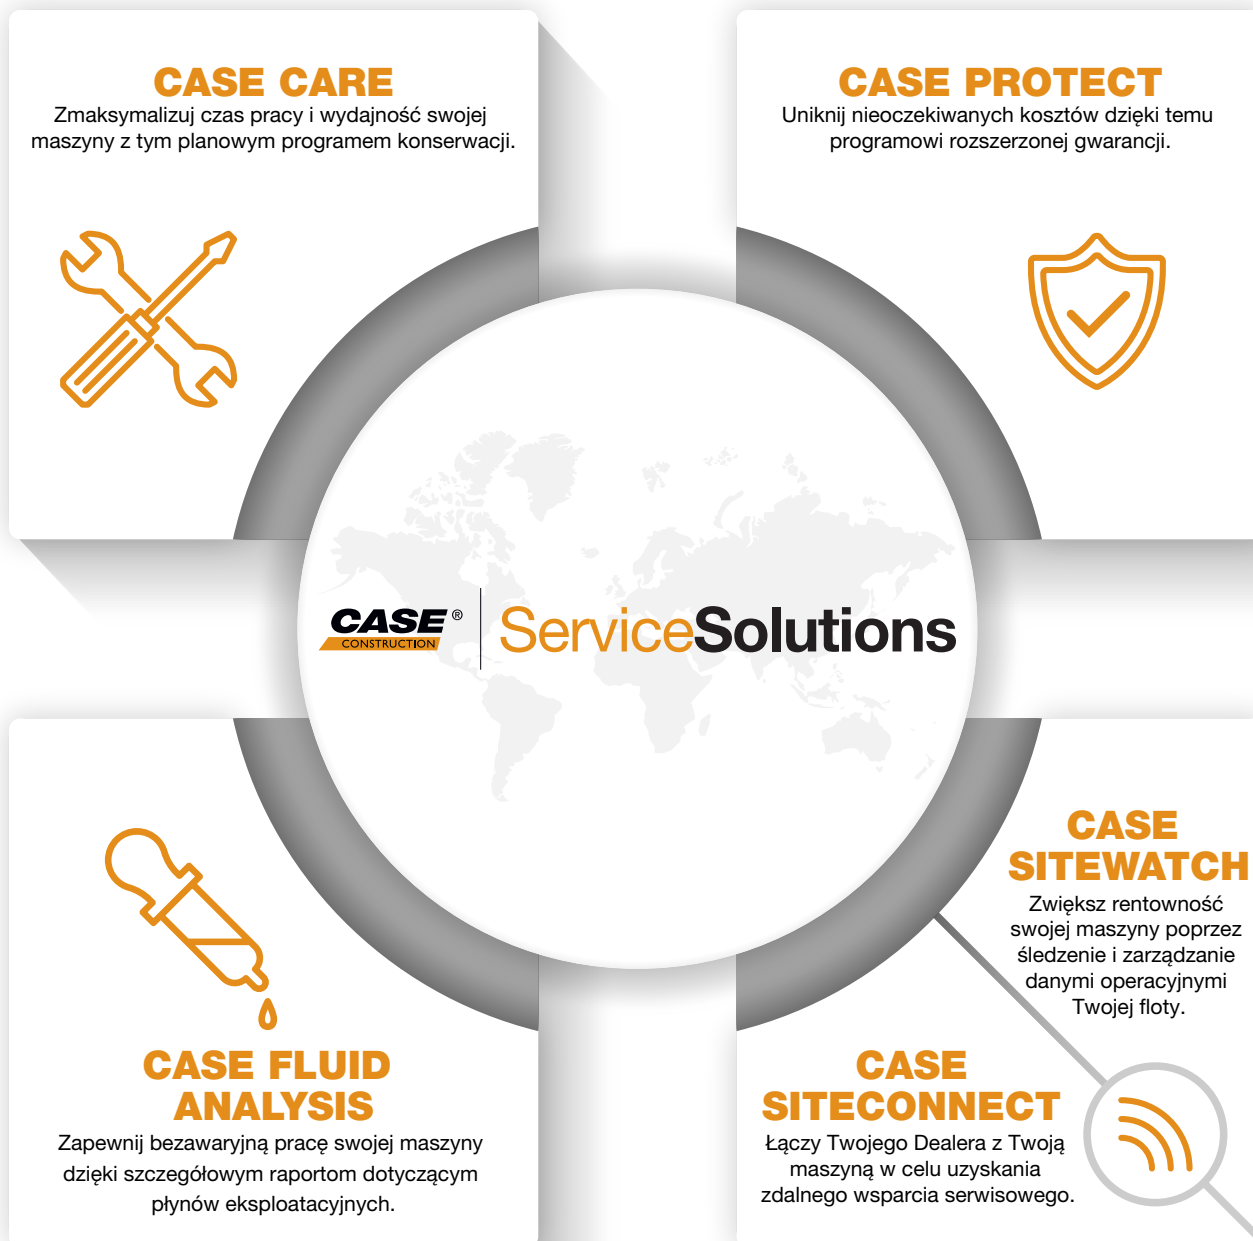 CASE CARE
Zmaksymalizuj czas pracy i wydajność swojej
maszyny z tym planowym programem konserwacji.
CASE PROTECT
Uniknij nieoczekiwanych kosztów dzięki temu
programowi rozszerzonej gwarancji.
CASE®
CONSTRUCTION
ServiceSolutions
CASE FLUID
ANALYSIS
Zapewnij bezawaryjną pracę swojej maszyny
dzięki szczegółowym raportom dotyczącym
płynów eksploatacyjnych.
CASE
SITEWATCH
Zwiększ rentowność
swojej maszyny poprzez
śledzenie i zarządzanie
danymi operacyjnymi
Twojej floty.
CASE
SITECONNECT
Łączy Twojego Dealera z Twoją
maszyną w celu uzyskania
zdalnego wsparcia serwisowego.